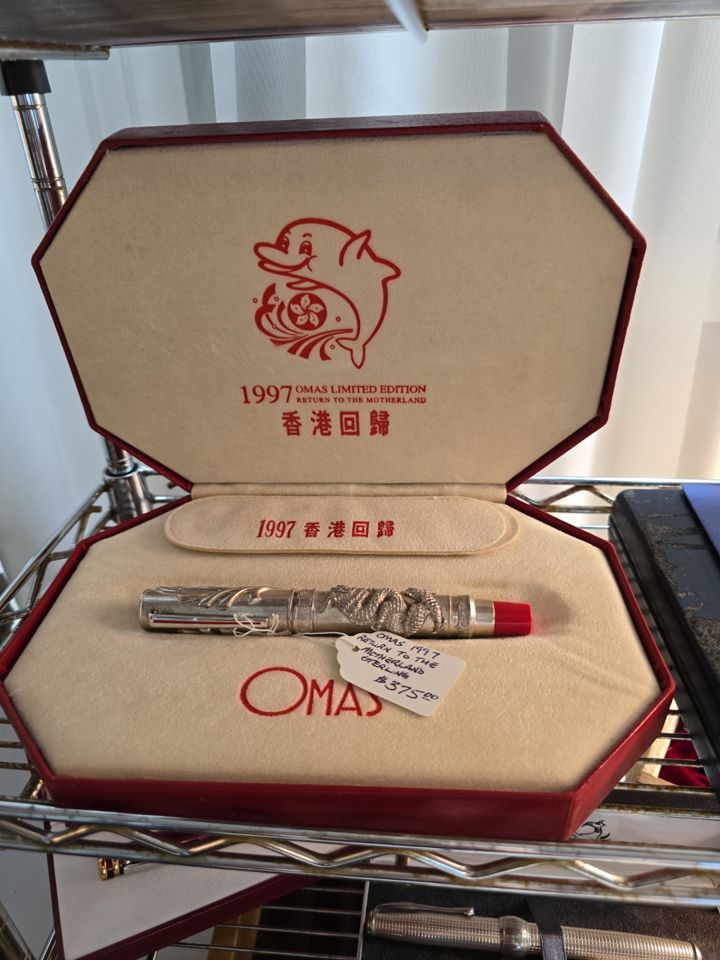 1997 OMAS LIMITED EDITION
RETURN TO THE MOTHERLAND
香港回歸
1997 香港回歸
OMAS 1997
RETURN TO THE
MOTHERLAND
STERLING
$375.00
OMAS